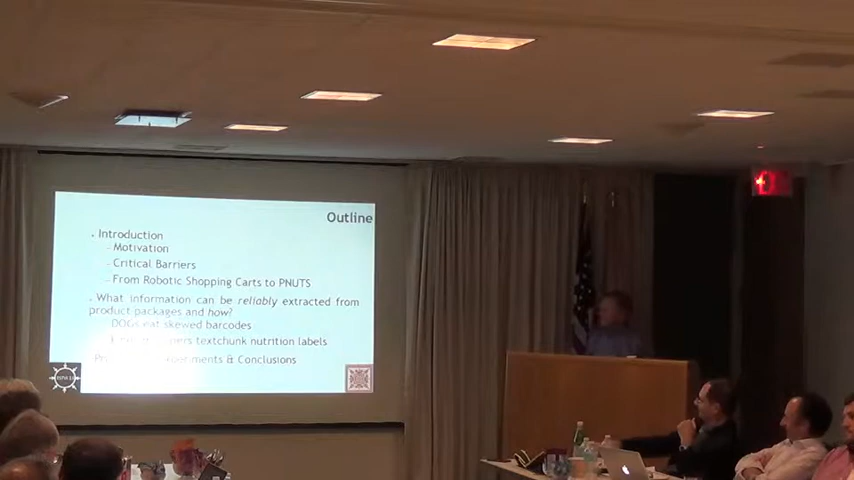 Outline
Introduction
- Motivation
- Critical Barriers
- From Robotic Shopping Carts to PNUTS
What information can be reliably extracted from
product packages and how?
DOGs eat skewed barcodes
textchunk nutrition labels
& Conclusions